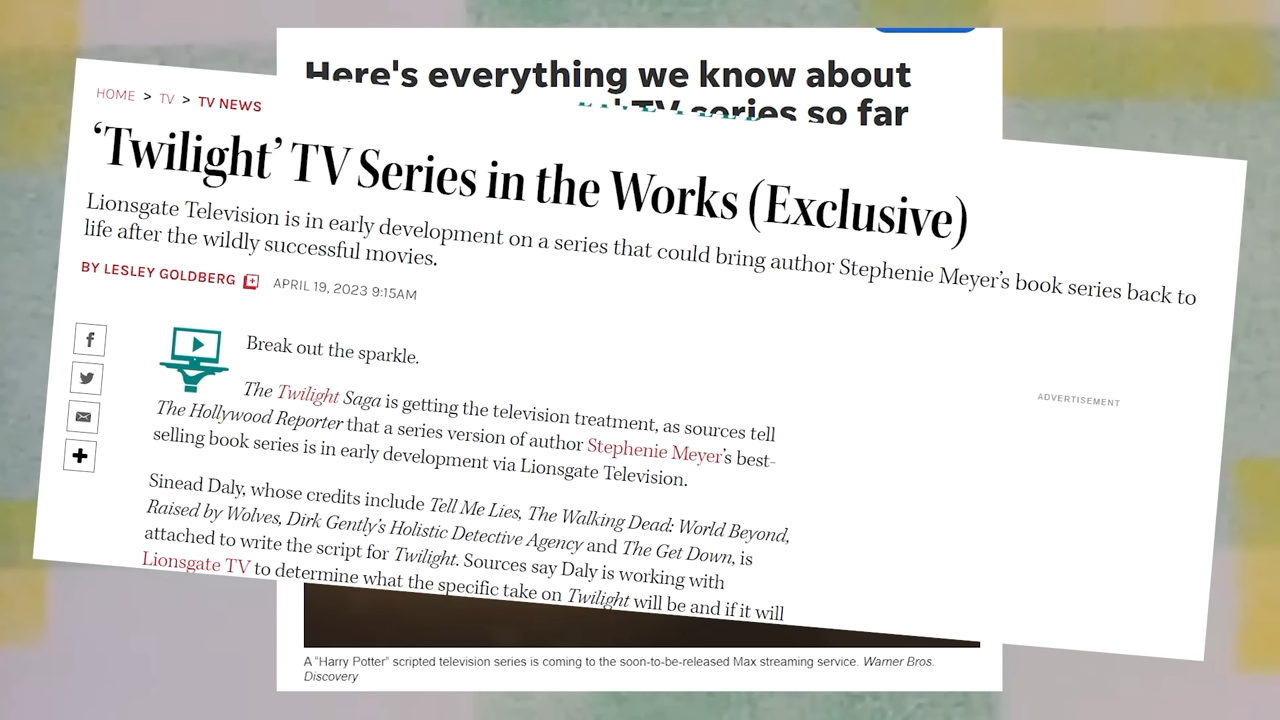 Here's everything we know about
TV series so far
HOME > TV > TV NEWS
‘Twilight’ TV Series in the Works (Exclusive)
Lionsgate Television is in early development on a series that could bring author Stephenie Meyer’s book series back to
life after the wildly successful movies.
BY LESLEY GOLDBERG APRIL 19, 2023 9:15AM
Break out the sparkle.
ADVERTISEMENT
The Twilight Saga is getting the television treatment, as sources tell
The Hollywood Reporter that a series version of author Stephenie Meyer’s best-
selling book series is in early development via Lionsgate Television.
Sinead Daly, whose credits include Tell Me Lies, The Walking Dead: World Beyond,
Raised by Wolves, Dirk Gently’s Holistic Detective Agency and The Get Down, is
attached to write the script for Twilight. Sources say Daly is working with
Lionsgate TV to determine what the specific take on Twilight will be and if it will
A "Harry Potter" scripted television series is coming to the soon-to-be-released Max streaming service. Warner Bros.
Discovery